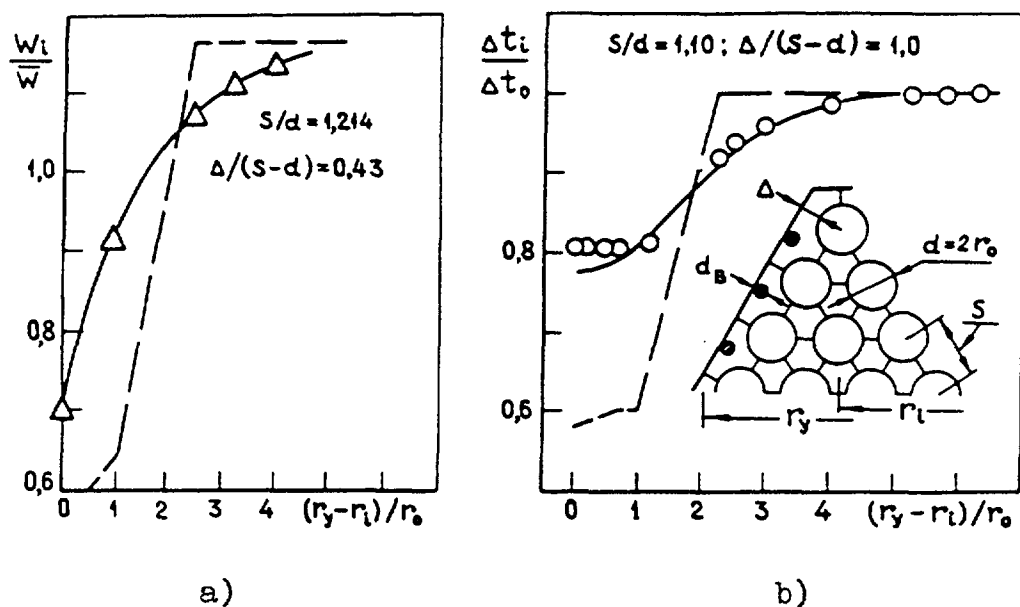 Wi
W̅
1,0
0,8
0,6
S/d = 1,214
Δ/(S-d) = 0,43
0 1 2 3 4 (ry-ri)/ro
a)
Δti
Δto
S/d = 1,10 ; Δ/(S-d) = 1,0
1,0
0,8
0,6
Δ
d = 2ro
dB
S
ry
ri
0 1 2 3 4 (ry-ri)/ro
b)